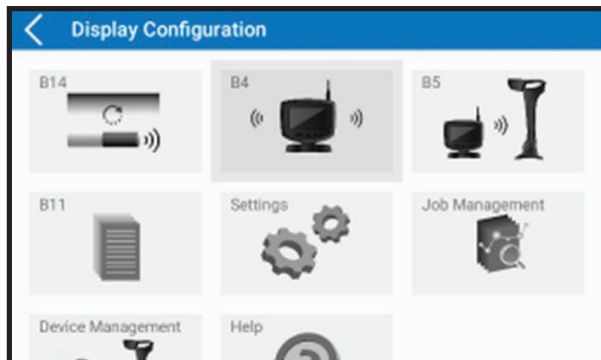 Display Configuration
B14
B4
B5
B11
Settings
Job Management
Device Management
Help